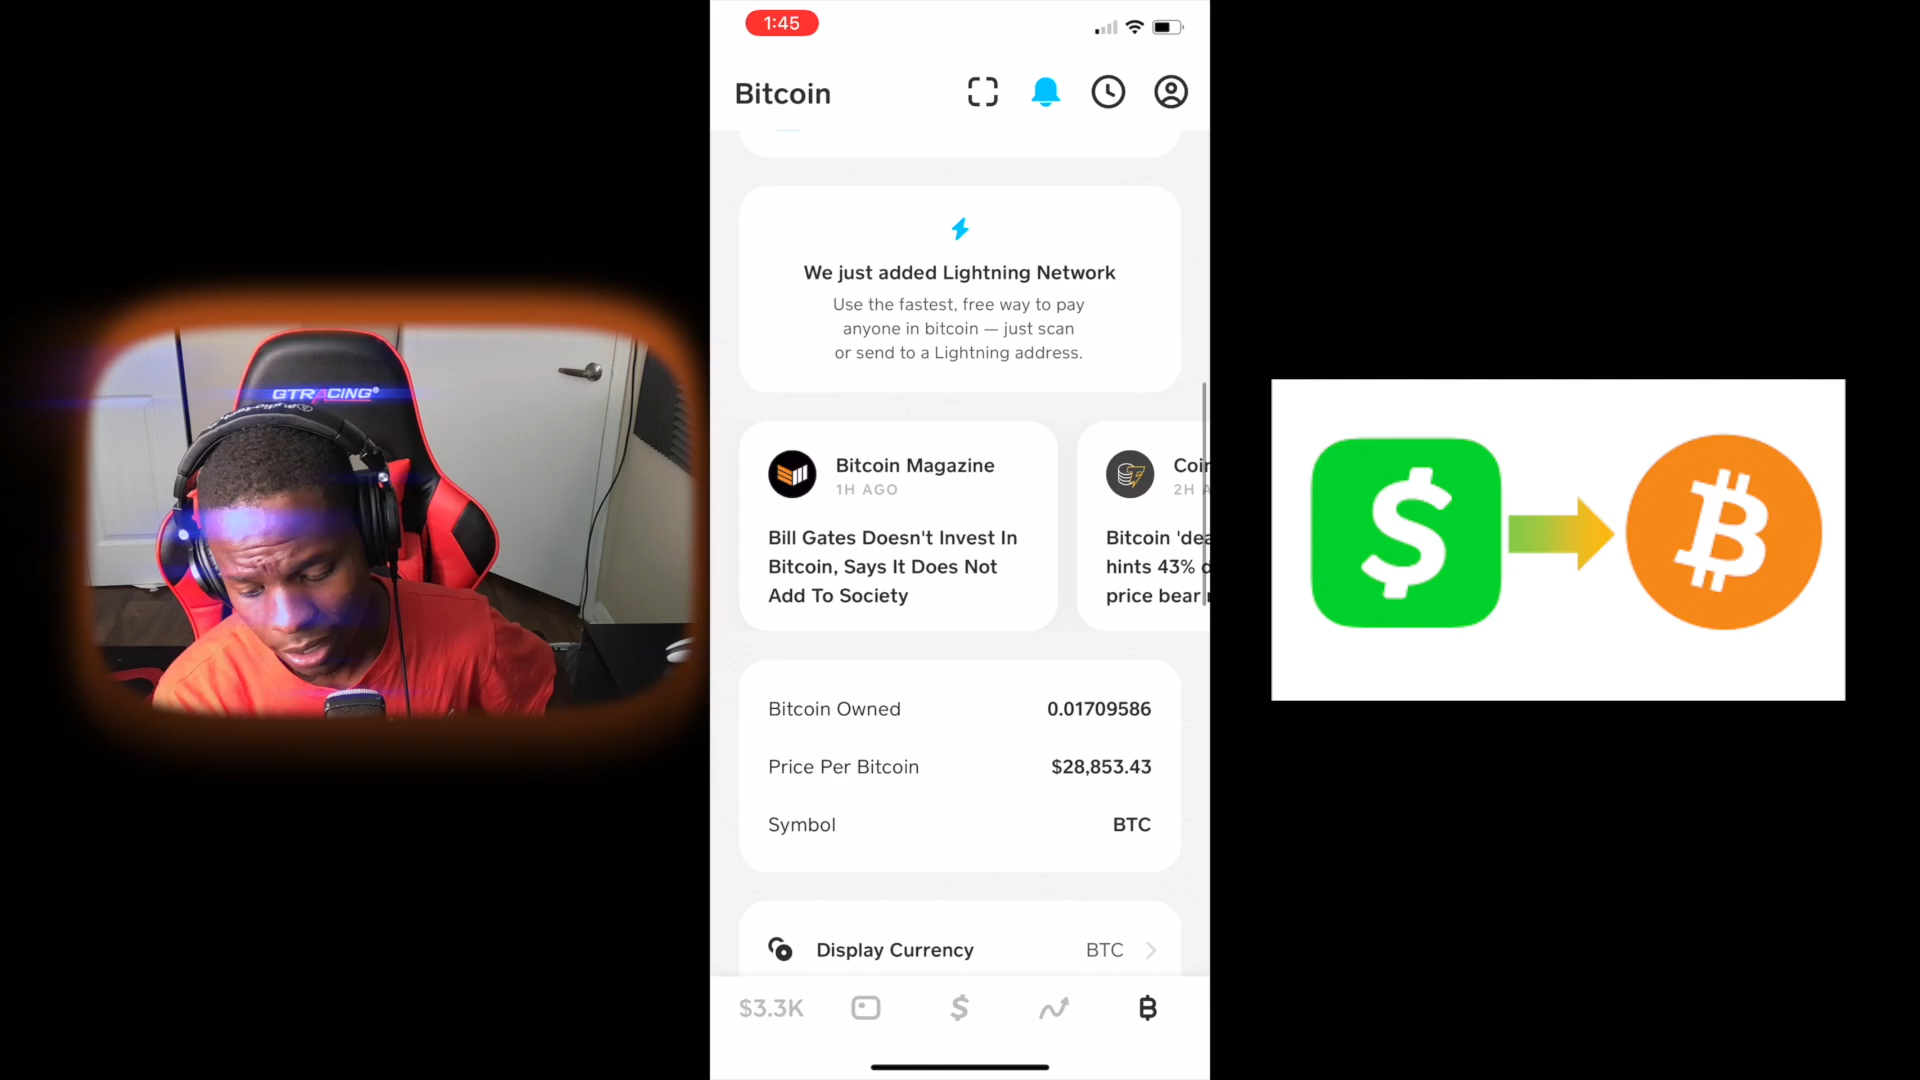 1:45
Bitcoin
We just added Lightning Network
Use the fastest, free way to pay
anyone in bitcoin — just scan
or send to a Lightning address.
Bitcoin Magazine
1H AGO
Bill Gates Doesn't Invest In
Bitcoin, Says It Does Not
Add To Society
2H
Bitcoin
hints 43%
price bear
Bitcoin Owned 0.01709586
Price Per Bitcoin $28,853.43
Symbol BTC
Display Currency BTC
$3.3K
GTRACING®